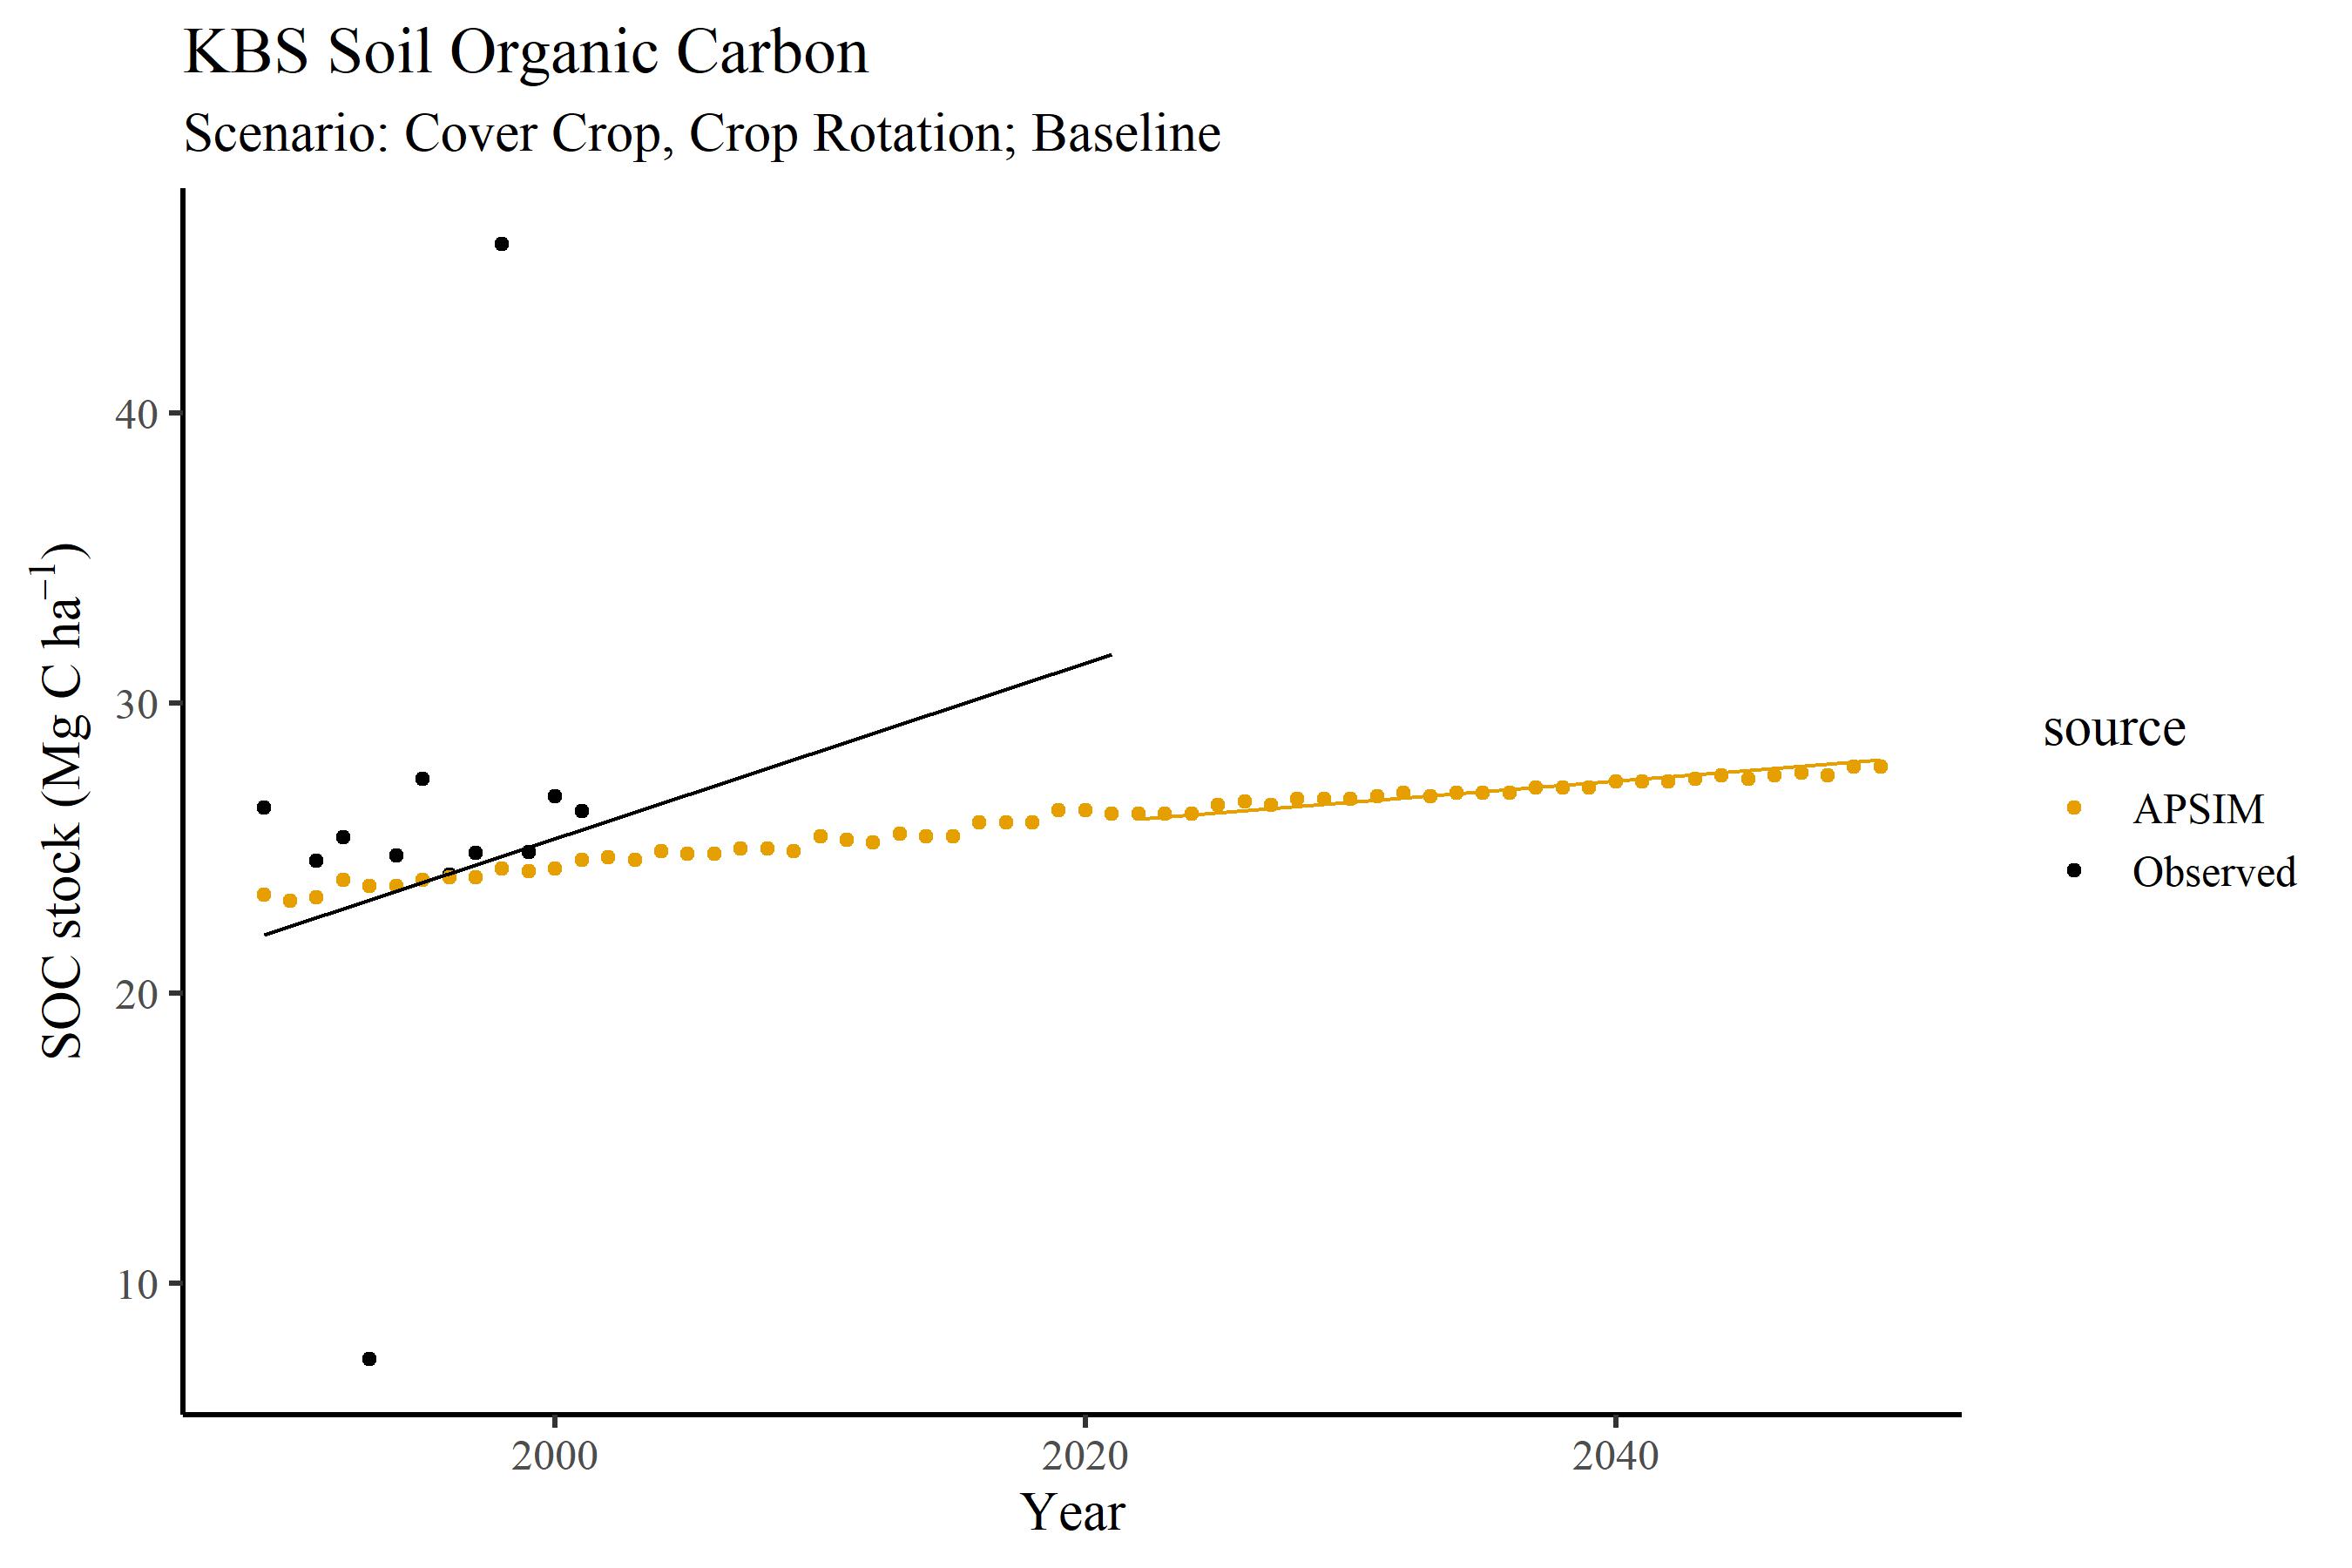 KBS Soil Organic Carbon
Scenario: Cover Crop, Crop Rotation; Baseline
SOC stock (Mg C ha⁻¹)
40
30
20
10
2000
2020
2040
Year
source
APSIM
Observed